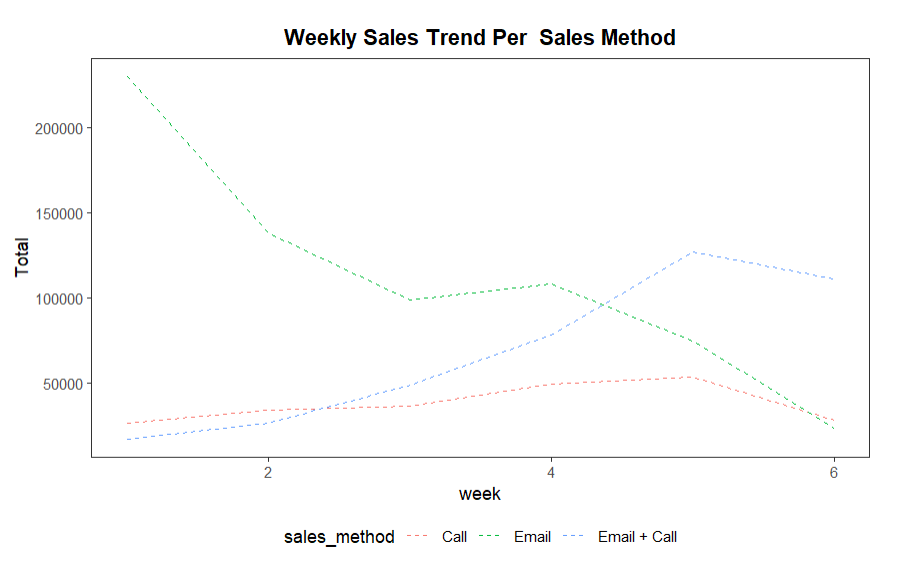 Weekly Sales Trend Per  Sales Method
200000
150000
100000
50000
Total
2 4 6
week
sales_method Call Email Email + Call